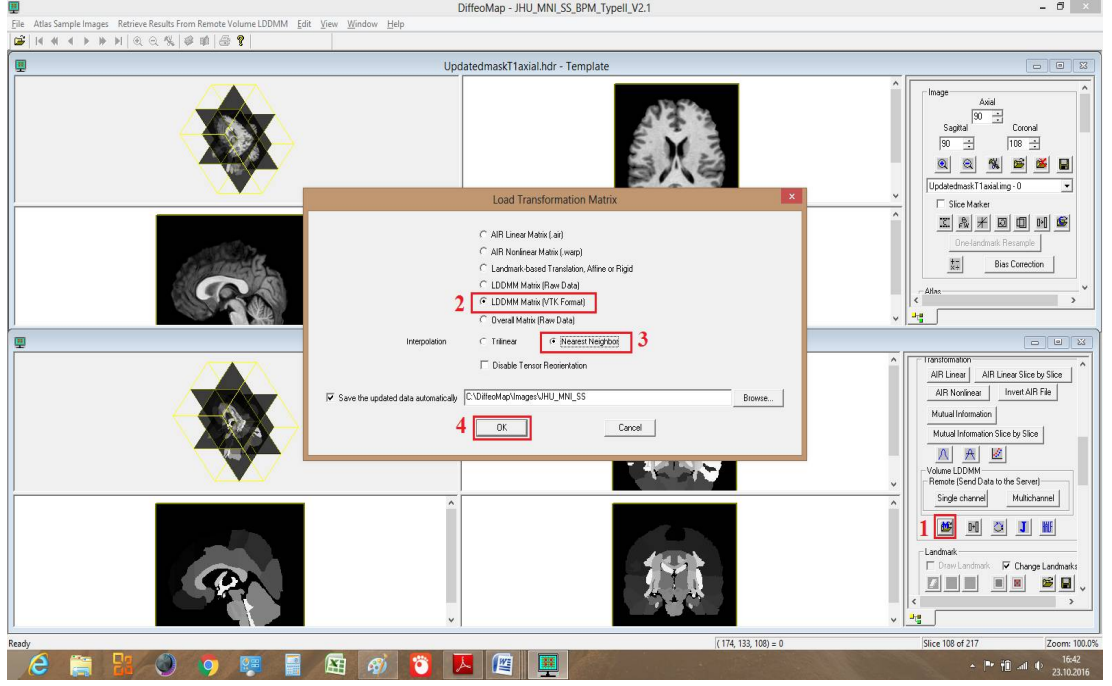 DiffeoMap - JHU_MNI_SS_BPM_TypeII_V2.1
File Atlas Sample Images Retrieve Results From Remote Volume LDDMM Edit View Window Help
UpdatedmaskT1axial.hdr - Template
Image
Axial
90
Sagittal Coronal
90 108
UpdatedmaskT1axial.img - 0
Slice Marker
One-landmark Resample
Bias Correction
Atlas
Load Transformation Matrix
AIR Linear Matrix (.air)
AIR Nonlinear Matrix (.warp)
Landmark-based Translation, Affine or Rigid
LDDMM Matrix (Raw Data)
2 LDDMM Matrix (VTK Format)
Overall Matrix (Raw Data)
Interpolation Trilinear Nearest Neighbor 3
Disable Tensor Reorientation
Save the updated data automatically C:\DiffeoMap\Images\JHU_MNI_SS Browse...
4 OK Cancel
Transformation
AIR Linear AIR Linear Slice by Slice
AIR Nonlinear Invert AIR File
Mutual Information
Mutual Information Slice by Slice
Volume LDDMM
Remote (Send Data to the Server)
Single channel Multichannel
1 J
Landmark
Draw Landmark Change Landmarks
Ready (174, 133, 108) = 0 Slice 108 of 217 Zoom: 100.0%
16:42
23.10.2016